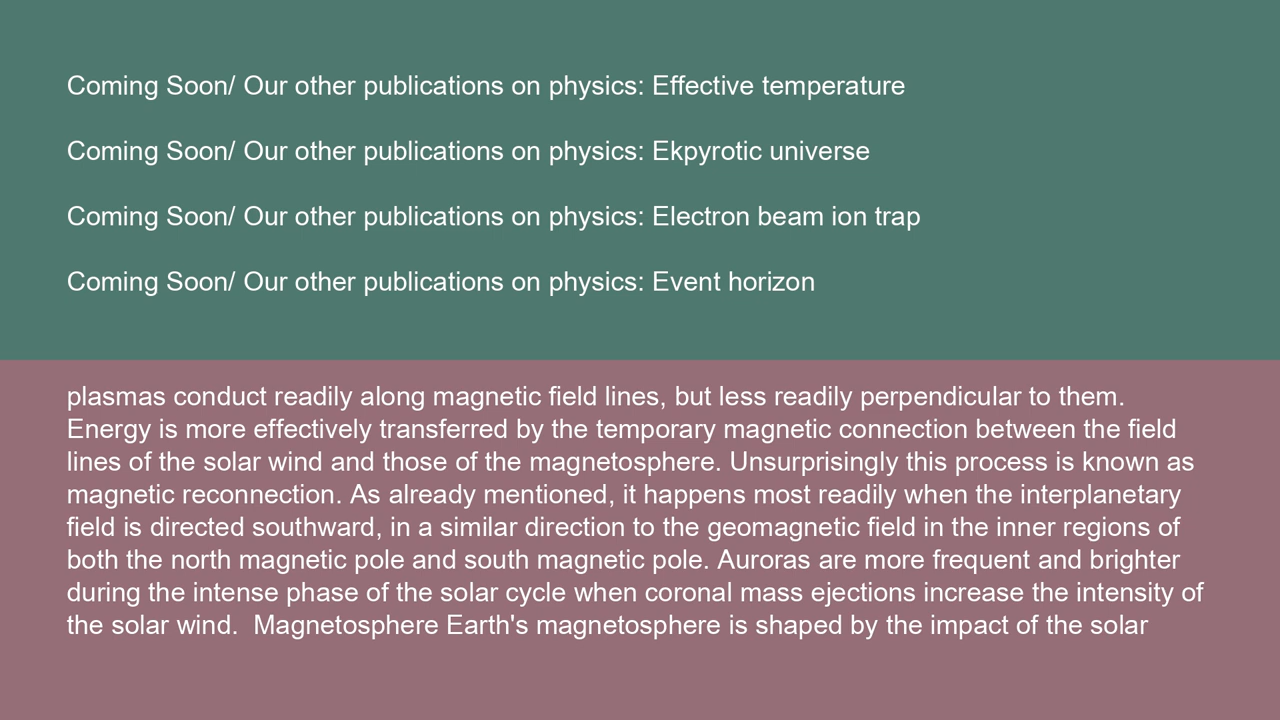 Coming Soon/ Our other publications on physics: Effective temperature
Coming Soon/ Our other publications on physics: Ekpyrotic universe
Coming Soon/ Our other publications on physics: Electron beam ion trap
Coming Soon/ Our other publications on physics: Event horizon
plasmas conduct readily along magnetic field lines, but less readily perpendicular to them.
Energy is more effectively transferred by the temporary magnetic connection between the field
lines of the solar wind and those of the magnetosphere. Unsurprisingly this process is known as
magnetic reconnection. As already mentioned, it happens most readily when the interplanetary
field is directed southward, in a similar direction to the geomagnetic field in the inner regions of
both the north magnetic pole and south magnetic pole. Auroras are more frequent and brighter
during the intense phase of the solar cycle when coronal mass ejections increase the intensity of
the solar wind.  Magnetosphere Earth's magnetosphere is shaped by the impact of the solar